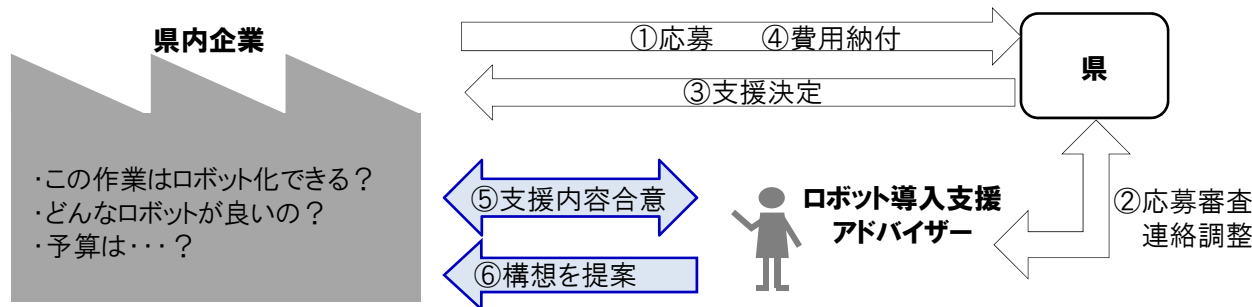 県内企業
①応募　④費用納付
県
③支援決定
・この作業はロボット化できる？
・どんなロボットが良いの？
・予算は・・・？
⑤支援内容合意
ロボット導入支援
アドバイザー
②応募審査
連絡調整
⑥構想を提案